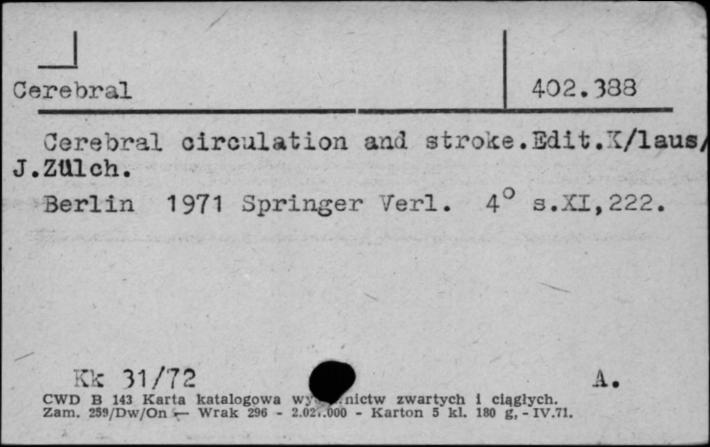 Cerebral 402.388
Cerebral circulation and stroke.Edit.K/laus/
J.Zülch.
Berlin 1971 Springer Verl. 4° s.XI,222.
Kk 31/72 A.
CWD B 143 Karta katalogowa zwartych i ciągłych.
Zam. 259/Dw/On — Wrak 296 - - Karton 5 kl. 180 g, - IV.71.